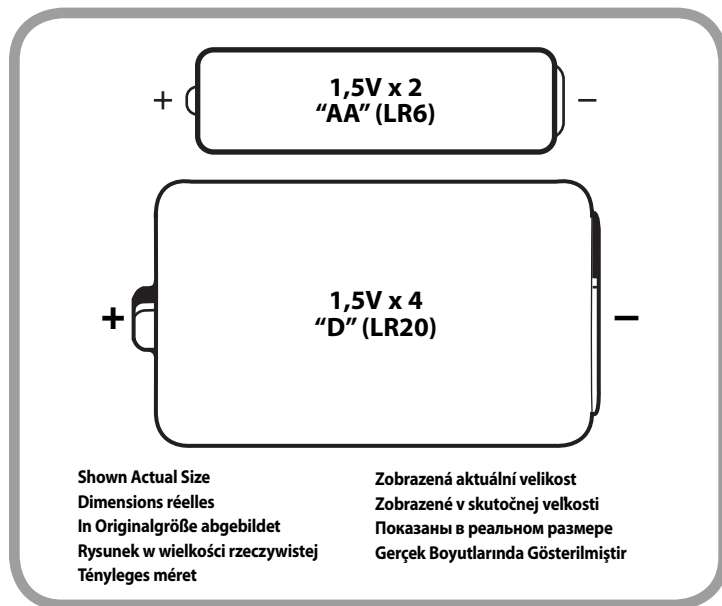 1,5V x 2
“AA” (LR6)
+ –
1,5V x 4
“D” (LR20)
+ –
Shown Actual Size
Dimensions réelles
In Originalgröße abgebildet
Rysunek w wielkości rzeczywistej
Tényleges méret
Zobrazená aktuální velikost
Zobrazené v skutočnej veľkosti
Показаны в реальном размере
Gerçek Boyutlarında Gösterilmiştir